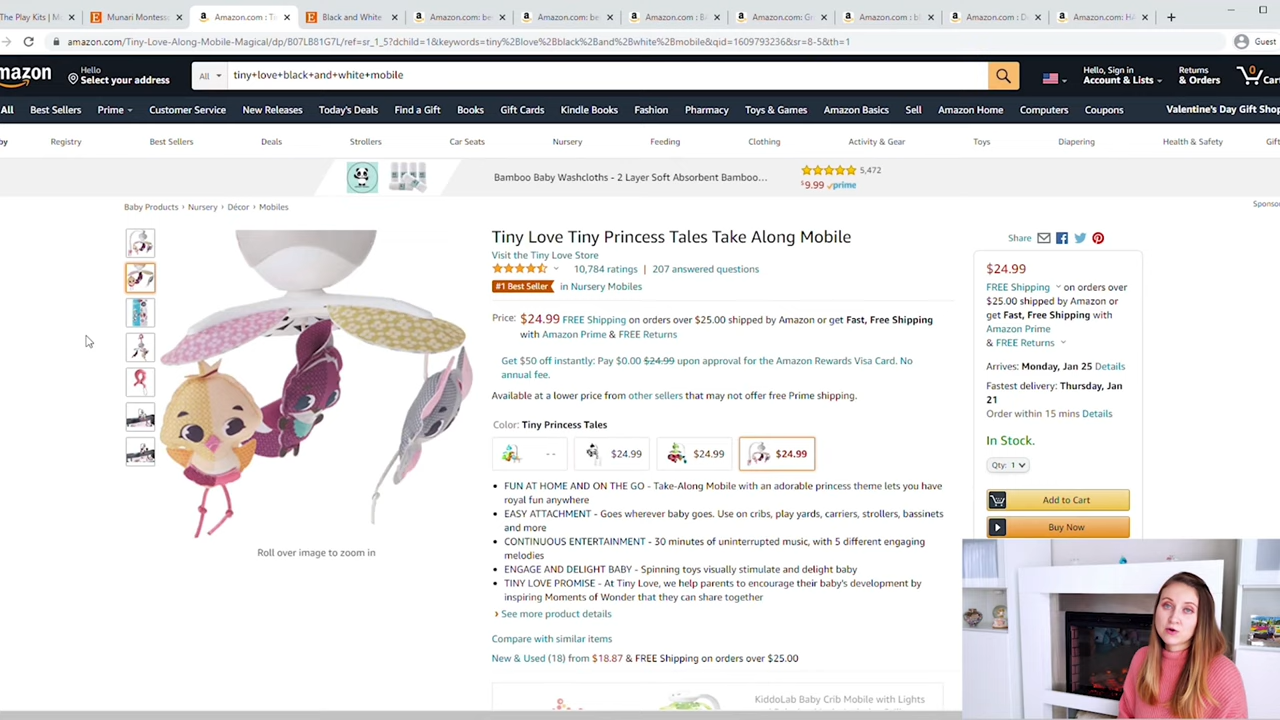 The Play Kits | Mo
Munari Montess
Amazon.com : T
Black and White
Amazon.com: be
Amazon.com: be
Amazon.com : B
Amazon.com: Gr
Amazon.com : bl
Amazon.com : D
Amazon.com: H
amazon.com/Tiny-Love-Along-Mobile-Magical/dp/B07LB81G7L/ref=sr_1_5?dchild=1&keywords=tiny%2Blove%2Bblack%2Band%2Bwhite%2Bmobile&qid=1609793236&sr=8-5&th=1
Guest
mazon
Hello
Select your address
All
tiny+love+black+and+white+mobile
Hello, Sign in
Account & Lists
Returns
& Orders
0
Cart
All Best Sellers Prime Customer Service New Releases Today's Deals Find a Gift Books Gift Cards Kindle Books Fashion Pharmacy Toys & Games Amazon Basics Sell Amazon Home Computers Coupons Valentine's Day Gift Shop
by Registry Best Sellers Deals Strollers Car Seats Nursery Feeding Clothing Activity & Gear Toys Diapering Health & Safety Gift
Bamboo Baby Washcloths - 2 Layer Soft Absorbent Bamboo...
5,472
$9.99 prime
Sponso
Baby Products › Nursery › Décor › Mobiles
Roll over image to zoom in
Tiny Love Tiny Princess Tales Take Along Mobile
Visit the Tiny Love Store
10,784 ratings | 207 answered questions
#1 Best Seller in Nursery Mobiles
Price: $24.99 FREE Shipping on orders over $25.00 shipped by Amazon or get Fast, Free Shipping
with Amazon Prime & FREE Returns
Get $50 off instantly: Pay $0.00 $24.99 upon approval for the Amazon Rewards Visa Card. No
annual fee.
Available at a lower price from other sellers that may not offer free Prime shipping.
Color: Tiny Princess Tales
- -
$24.99
$24.99
$24.99
• FUN AT HOME AND ON THE GO - Take-Along Mobile with an adorable princess theme lets you have
royal fun anywhere
• EASY ATTACHMENT - Goes wherever baby goes. Use on cribs, play yards, carriers, strollers, bassinets
and more
• CONTINUOUS ENTERTAINMENT - 30 minutes of uninterrupted music, with 5 different engaging
melodies
• ENGAGE AND DELIGHT BABY - Spinning toys visually stimulate and delight baby
• TINY LOVE PROMISE - At Tiny Love, we help parents to encourage their baby's development by
inspiring Moments of Wonder that they can share together
› See more product details
Compare with similar items
New & Used (18) from $18.87 & FREE Shipping on orders over $25.00
KiddoLab Baby Crib Mobile with Lights
Share
$24.99
FREE Shipping on orders over
$25.00 shipped by Amazon or
get Fast, Free Shipping with
Amazon Prime
& FREE Returns
Arrives: Monday, Jan 25 Details
Fastest delivery: Thursday, Jan
21
Order within 15 mins Details
In Stock.
Qty: 1
Add to Cart
Buy Now